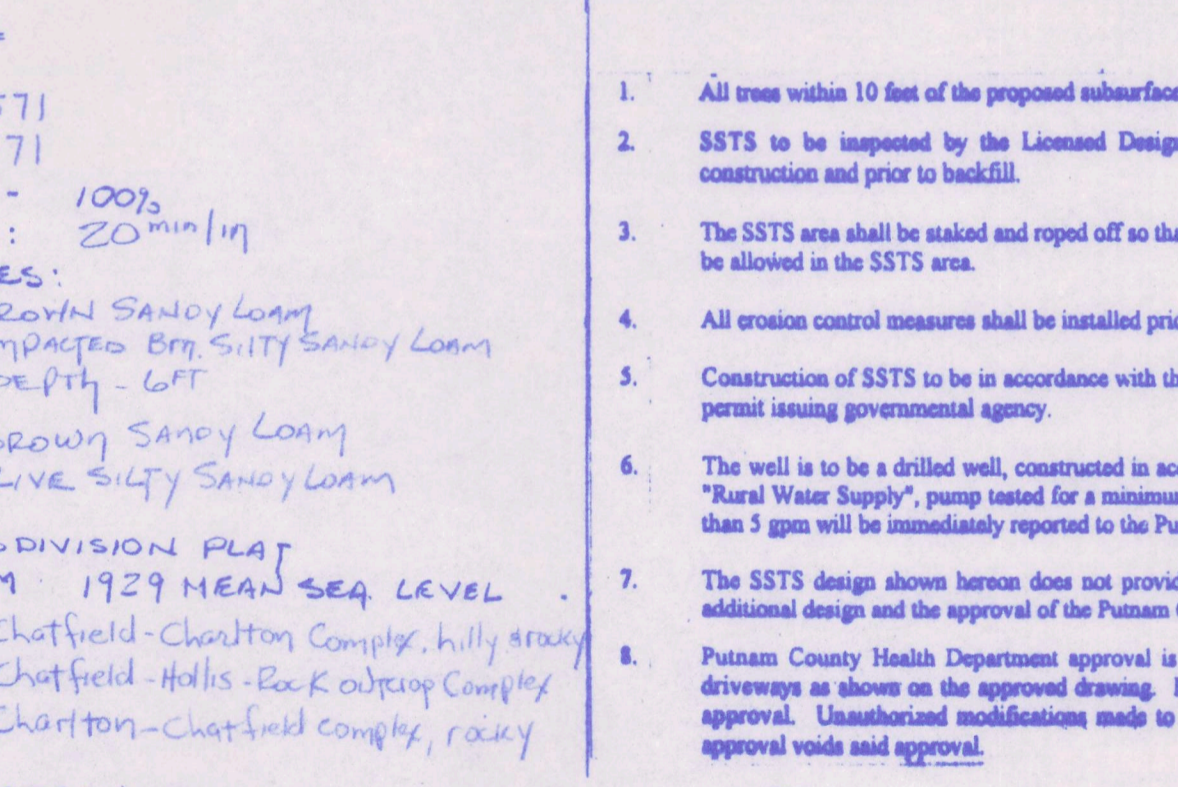 571
71
- 100%
: 20 min/in
ES:
ROWN SANDY LOAM
MPACTED BRN. SILTY SANDY LOAM
DEPTH - 6FT
BROWN SANDY LOAM
LIVE SILTY SANDY LOAM
DIVISION PLAT
M 1929 MEAN SEA LEVEL .
Chatfield-Charlton Complex, hilly & rocky
Chatfield-Hollis-Rock outcrop Complex
Charlton-Chatfield complex, rocky
1. All trees within 10 feet of the proposed subsurface
2. SSTS to be inspected by the Licensed Design
construction and prior to backfill.
3. The SSTS area shall be staked and roped off so tha
be allowed in the SSTS area.
4. All erosion control measures shall be installed prio
5. Construction of SSTS to be in accordance with th
permit issuing governmental agency.
6. The well is to be a drilled well, constructed in acc
"Rural Water Supply", pump tested for a minimum
than 5 gpm will be immediately reported to the Pu
7. The SSTS design shown hereon does not provid
additional design and the approval of the Putnam
8. Putnam County Health Department approval is
driveways as shown on the approved drawing.
approval. Unauthorized modifications made to
approval voids said approval.